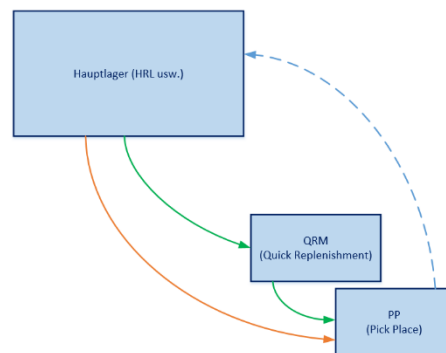 Hauptlager (HRL usw.)
QRM
(Quick Replenishment)
PP
(Pick Place)